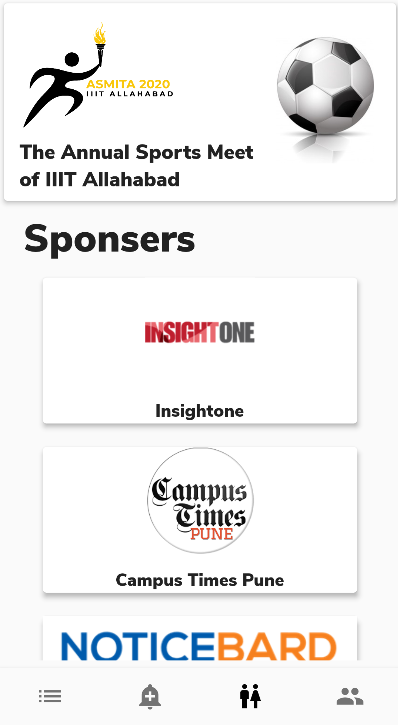 ASMITA 2020
IIIT ALLAHABAD
The Annual Sports Meet
of IIIT Allahabad
Sponsers
INSIGHTONE
Insightone
Campus
Times
PUNE
Campus Times Pune
NOTICEBARD